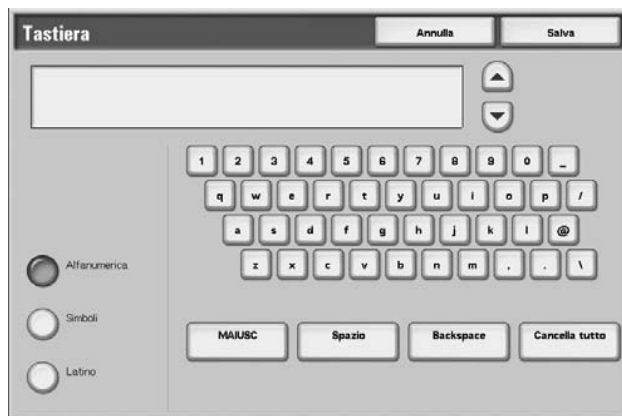 Tastiera Annulla Salva
1 2 3 4 5 6 7 8 9 0 _
q w e r t y u i o p /
a s d f g h j k l @
z x c v b n m , . \
Alfanumerica
Simboli
MAIUSC Spazio Backspace Cancella tutto
Latino